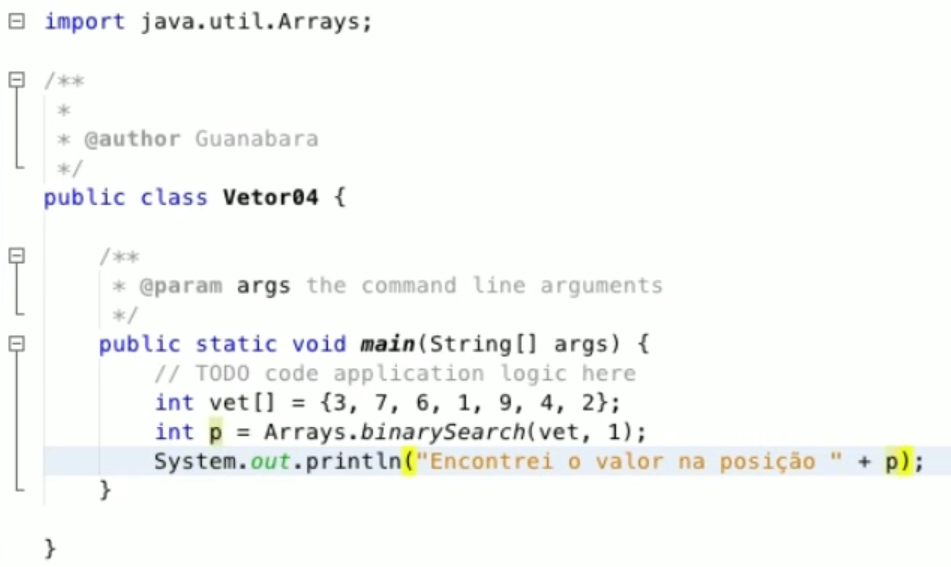 import java.util.Arrays;
/**
 *
 * @author Guanabara
 */
public class Vetor04 {
    /**
     * @param args the command line arguments
     */
    public static void main(String[] args) {
        // TODO code application logic here
        int vet[] = {3, 7, 6, 1, 9, 4, 2};
        int p = Arrays.binarySearch(vet, 1);
        System.out.println("Encontrei o valor na posição " + p);
    }
}